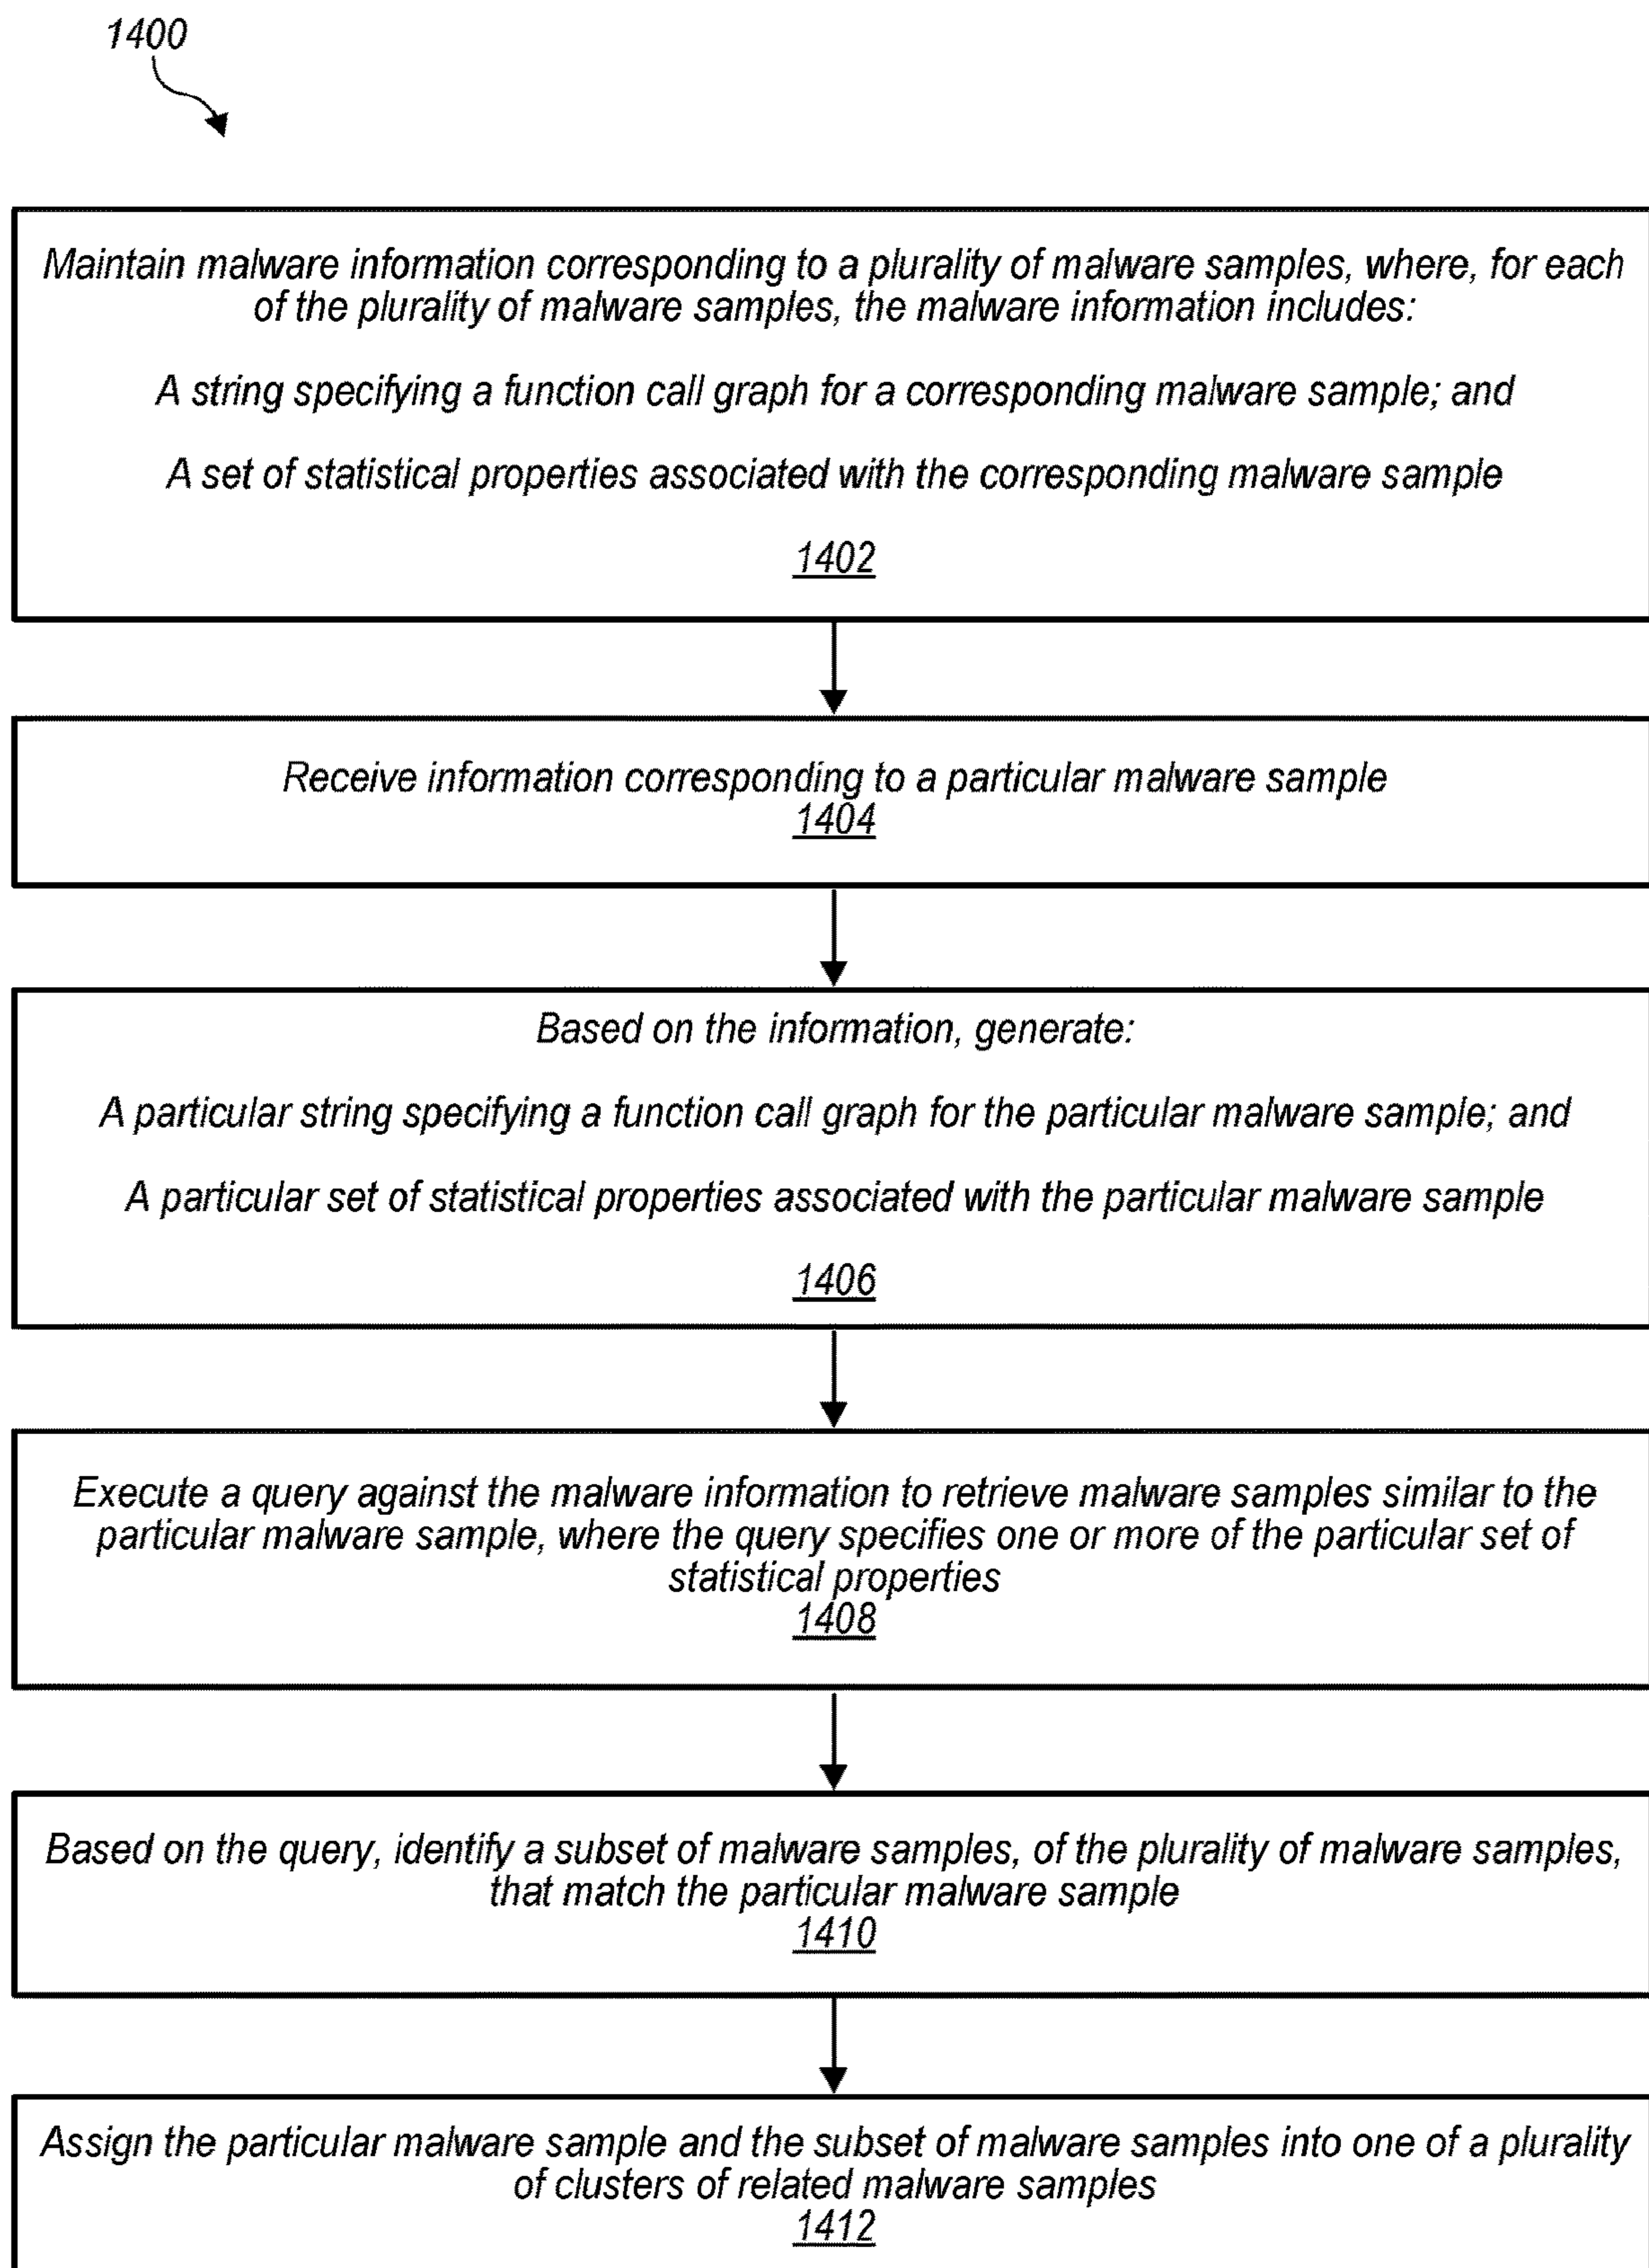 1400
Maintain malware information corresponding to a plurality of malware samples, where, for each
of the plurality of malware samples, the malware information includes:
A string specifying a function call graph for a corresponding malware sample; and
A set of statistical properties associated with the corresponding malware sample
1402
Receive information corresponding to a particular malware sample
1404
Based on the information, generate:
A particular string specifying a function call graph for the particular malware sample; and
A particular set of statistical properties associated with the particular malware sample
1406
Execute a query against the malware information to retrieve malware samples similar to the
particular malware sample, where the query specifies one or more of the particular set of
statistical properties
1408
Based on the query, identify a subset of malware samples, of the plurality of malware samples,
that match the particular malware sample
1410
Assign the particular malware sample and the subset of malware samples into one of a plurality
of clusters of related malware samples
1412